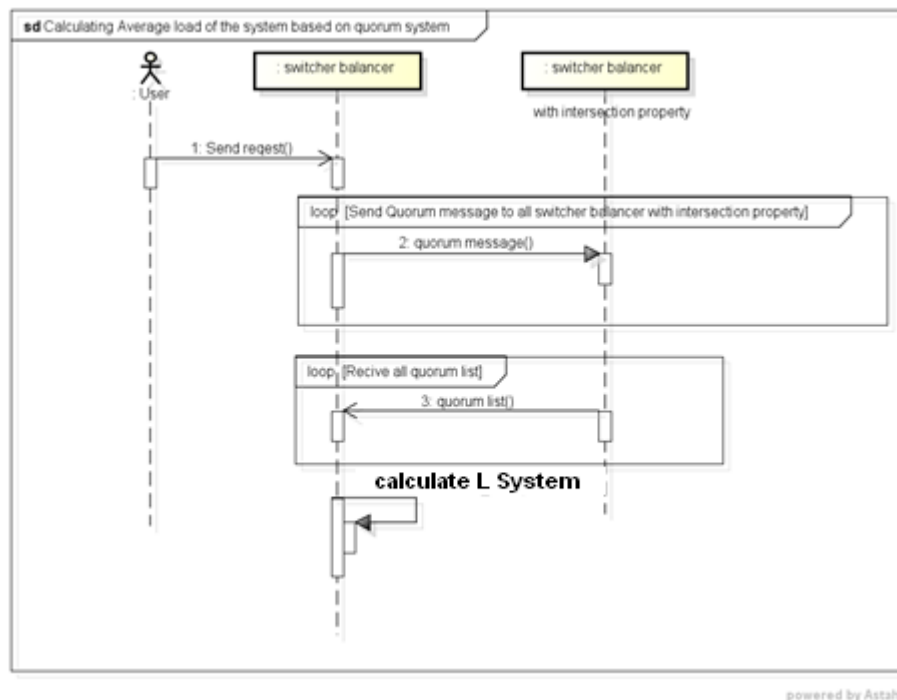 sd Calculating Average load of the system based on quorum system
: switcher balancer
: switcher balancer
: User
with intersection property
1: Send reqest()
loop [Send Quorum message to all switcher balancer with intersection property]
2: quorum message()
loop [Recive all quorum list]
3: quorum list()
calculate L System
powered by Astah